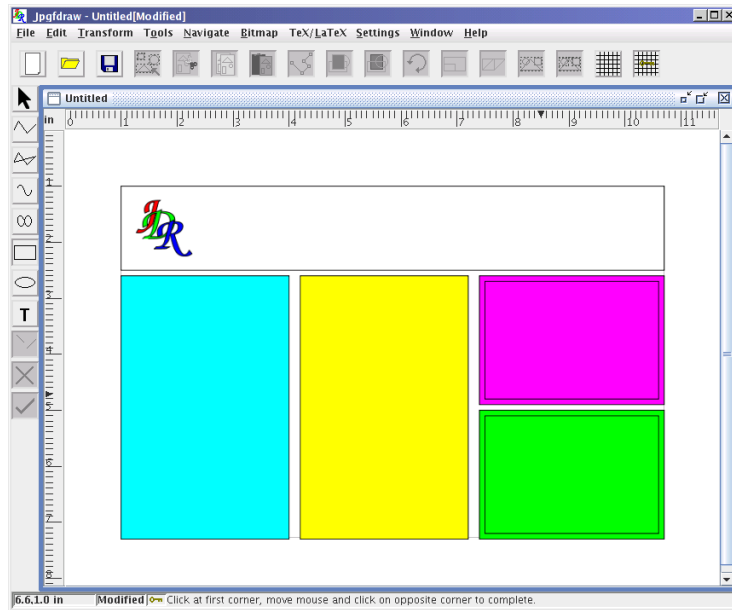 Jpgfdraw - Untitled[Modified]
File Edit Transform Tools Navigate Bitmap TeX/LaTeX Settings Window Help
Untitled
in 0 1 2 3 4 5 6 7 8 9 10 11
1
JDR
2
3
T
4
5
6
7
8
6.6.1.0 in Modified Click at first corner, move mouse and click on opposite corner to complete.